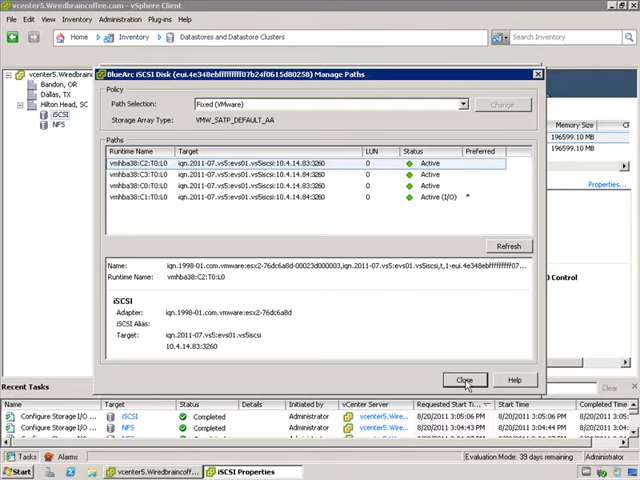 vcenter5.Wiredbraincoffee.com - vSphere Client
File Edit View Inventory Administration Plug-ins Help
Home Inventory Datastores and Datastore Clusters Search Inventory
vcenter5.Wiredbrainc
Bandon, OR
Dallas, TX
Hilton Head, SC
iSCSI
NFS
BlueArc iSCSI Disk (eui.4e348ebfffffff07b24f0615d80258) Manage Paths
Policy
Path Selection: Fixed (VMware) Change
Storage Array Type: VMW_SATP_DEFAULT_AA
Paths
Runtime Name Target LUN Status Preferred
vmhba38:C2:T0:L0 iqn.2011-07.vs5:evs01.vs5iscsi:10.4.14.83:3260 0 Active
vmhba38:C3:T0:L0 iqn.2011-07.vs5:evs01.vs5iscsi:10.4.14.84:3260 0 Active
vmhba38:C0:T0:L0 iqn.2011-07.vs5:evs01.vs5iscsi:10.4.14.84:3260 0 Active
vmhba38:C1:T0:L0 iqn.2011-07.vs5:evs01.vs5iscsi:10.4.14.83:3260 0 Active (I/O) *
Refresh
Name: iqn.1998-01.com.vmware:esx2-76dc6a8d-00023d000003,iqn.2011-07.vs5:evs01.vs5iscsi,t,1-eui.4e348ebfffffff07...
Runtime Name: vmhba38:C2:T0:L0
iSCSI
Adapter: iqn.1998-01.com.vmware:esx2-76dc6a8d
iSCSI Alias:
Target: iqn.2011-07.vs5:evs01.vs5iscsi
10.4.14.83:3260
Close Help
Memory Size
196599.10 MB
196599.10 MB
Properties...
O Control
Recent Tasks Clear
Name Target Status Details Initiated by vCenter Server Requested Start Ti... Start Time Completed Time
Configure Storage I/O ... iSCSI Completed Administrator vcenter5.Wire... 8/20/2011 3:05:06 PM 8/20/2011 3:05:06 PM 8/20/2011 3:05:06 PM
Configure Storage I/O ... NFS Completed Administrator vcenter5.Wire... 8/20/2011 3:04:43 PM 8/20/2011 3:04:43 PM 8/20/2011 3:04:44 PM
Tasks Alarms Evaluation Mode: 39 days remaining Administrator
Start vcenter5.Wiredbraincoff... iSCSI Properties 3:06 PM